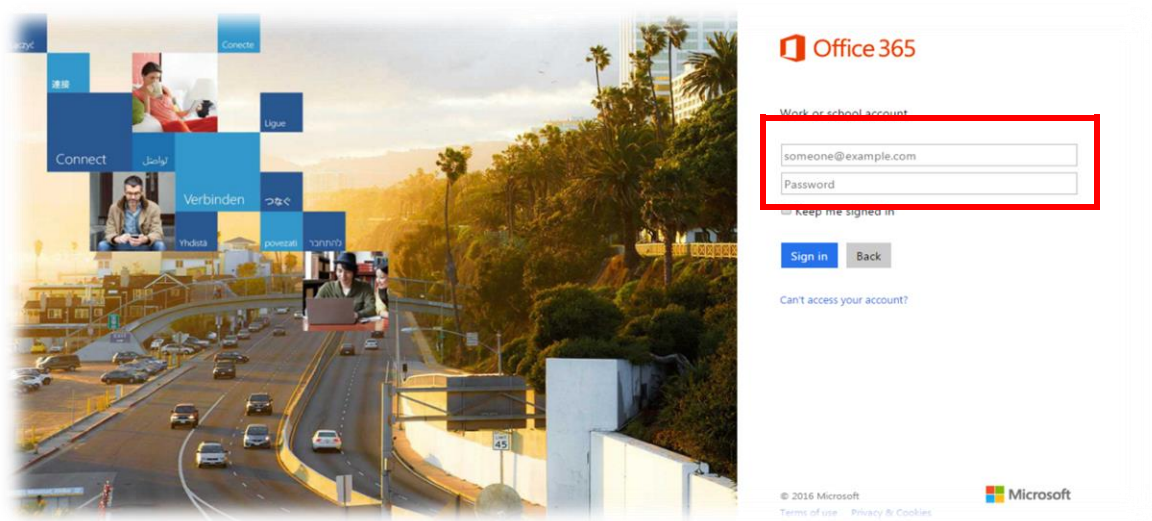 Conecte
連接
Ligue
Connect
تواصل
Verbinden
つなぐ
Yhdistä
povezati
להתחבר
45
Office 365
Work or school account
someone@example.com
Password
Keep me signed in
Sign in
Back
Can't access your account?
© 2016 Microsoft
Microsoft
Terms of use
Privacy & Cookies